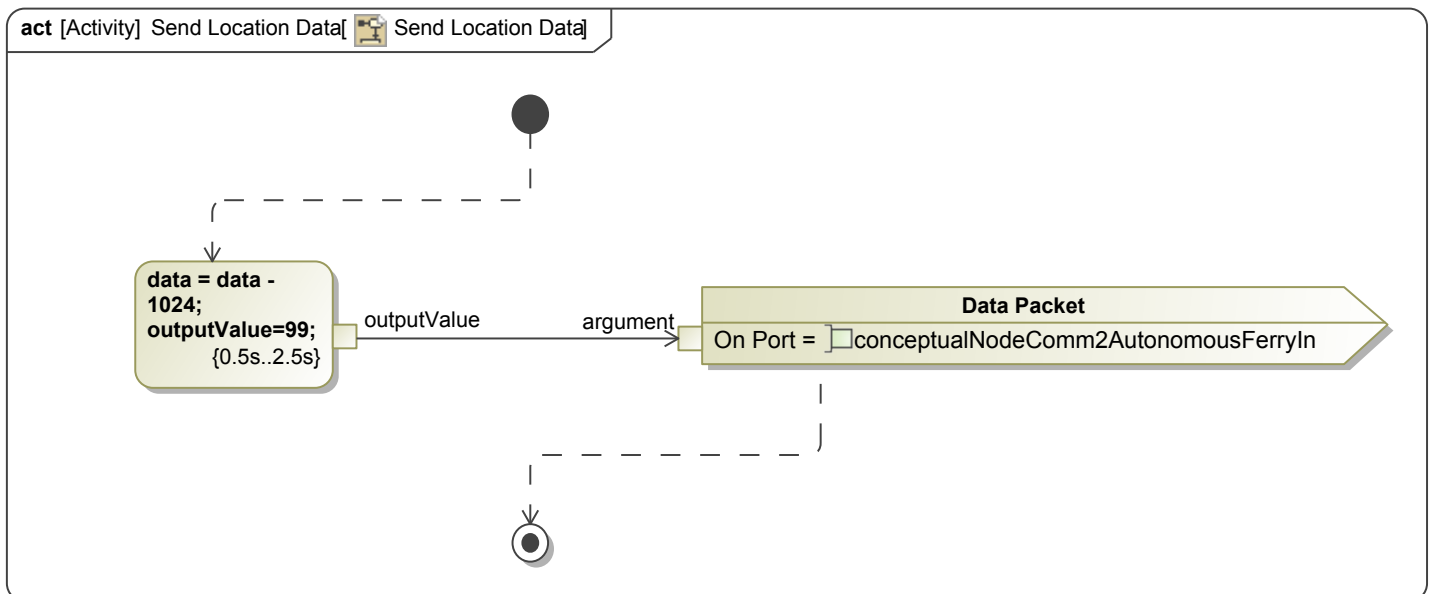 act [Activity] Send Location Data[ Send Location Data]
data = data -
1024;
outputValue=99;
{0.5s..2.5s}
outputValue
argument
Data Packet
On Port = conceptualNodeComm2AutonomousFerryIn